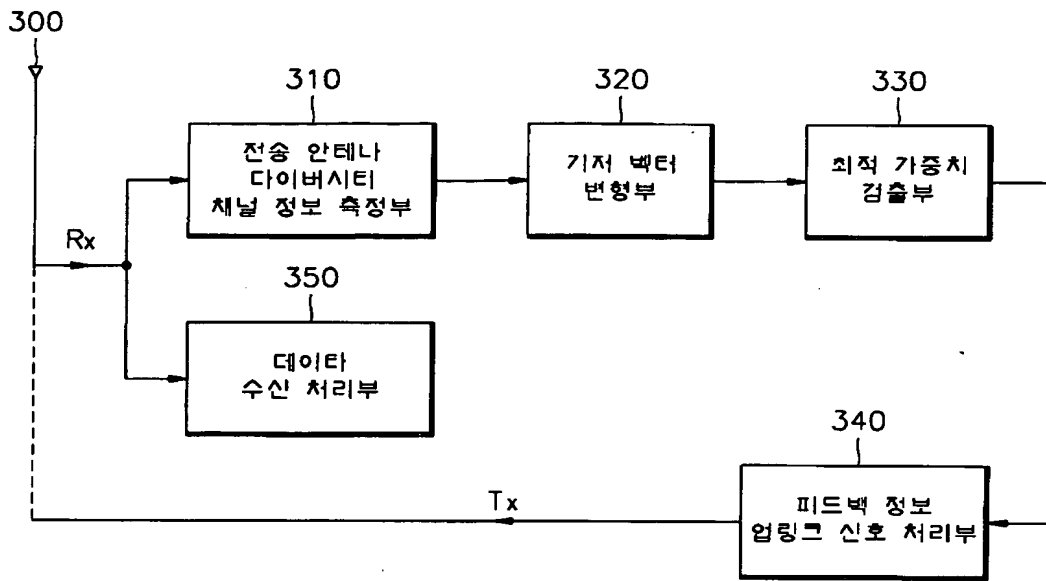 300
310
320
330
전송 안테나
다이버시티
채널 정보 측정부
기저 벡터
변형부
최적 가중치
검출부
Rx
350
데이타
수산 처리부
340
피드백 정보
업링크 신호 처리부
Tx